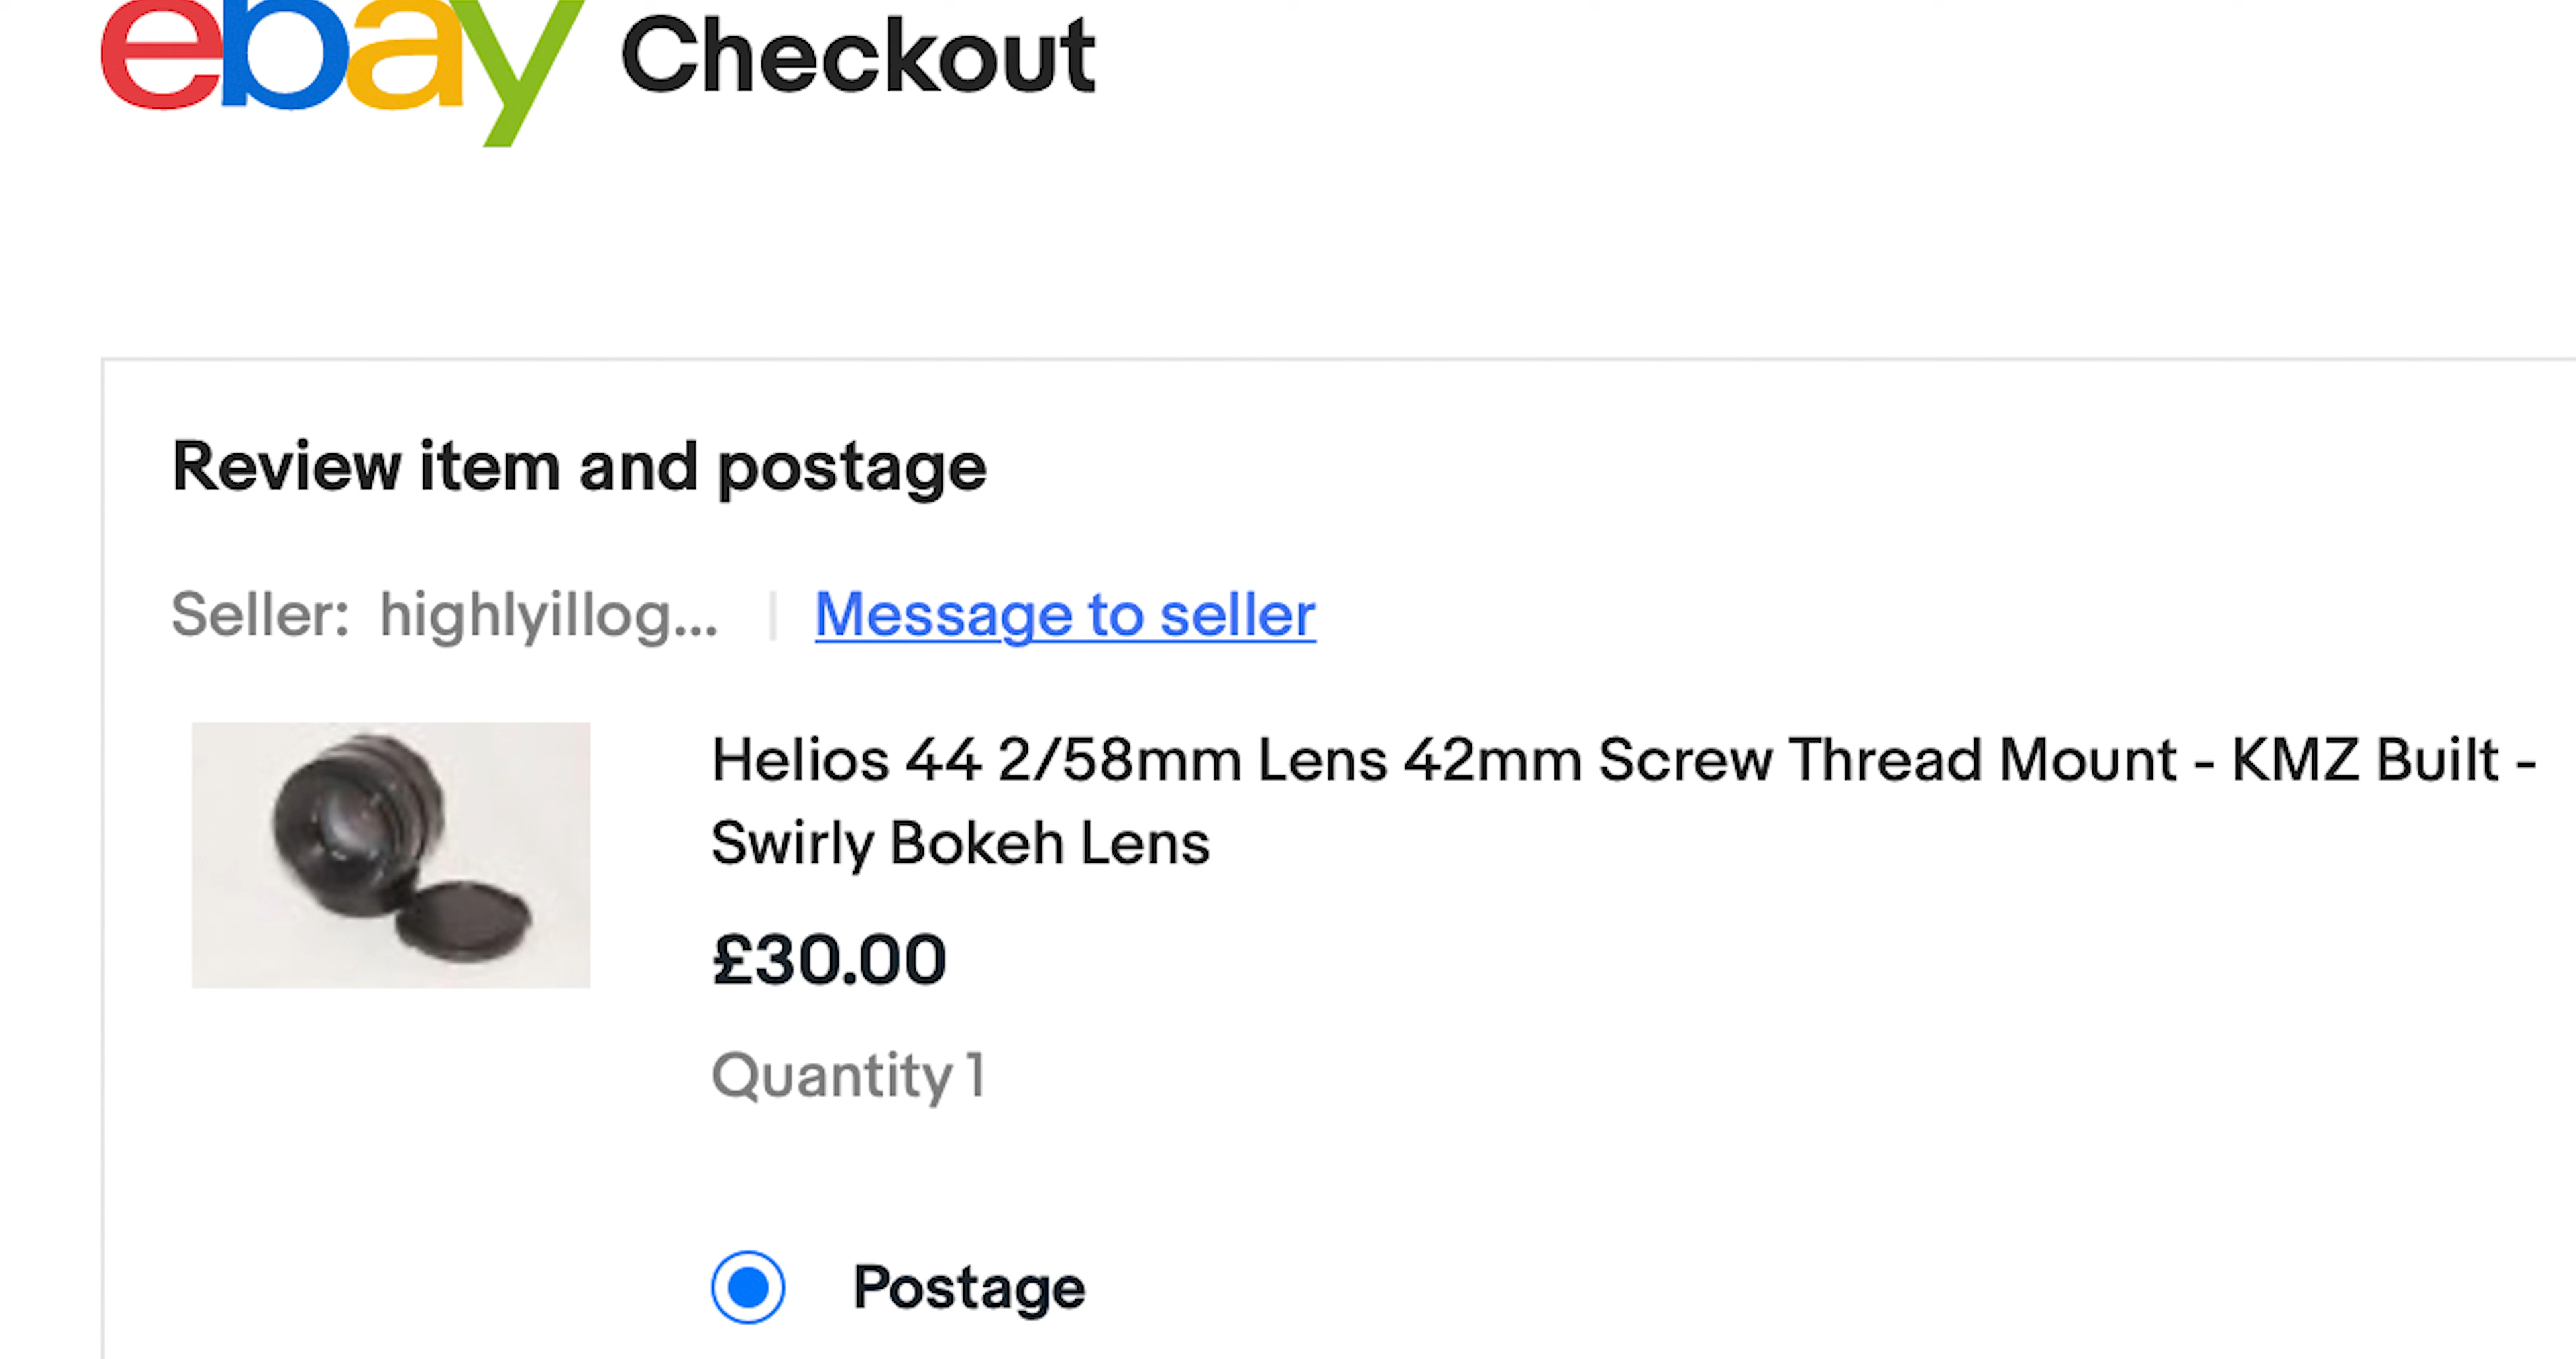 ebay Checkout
Review item and postage
Seller: highlyillog... | Message to seller
Helios 44 2/58mm Lens 42mm Screw Thread Mount - KMZ Built -
Swirly Bokeh Lens
£30.00
Quantity 1
Postage